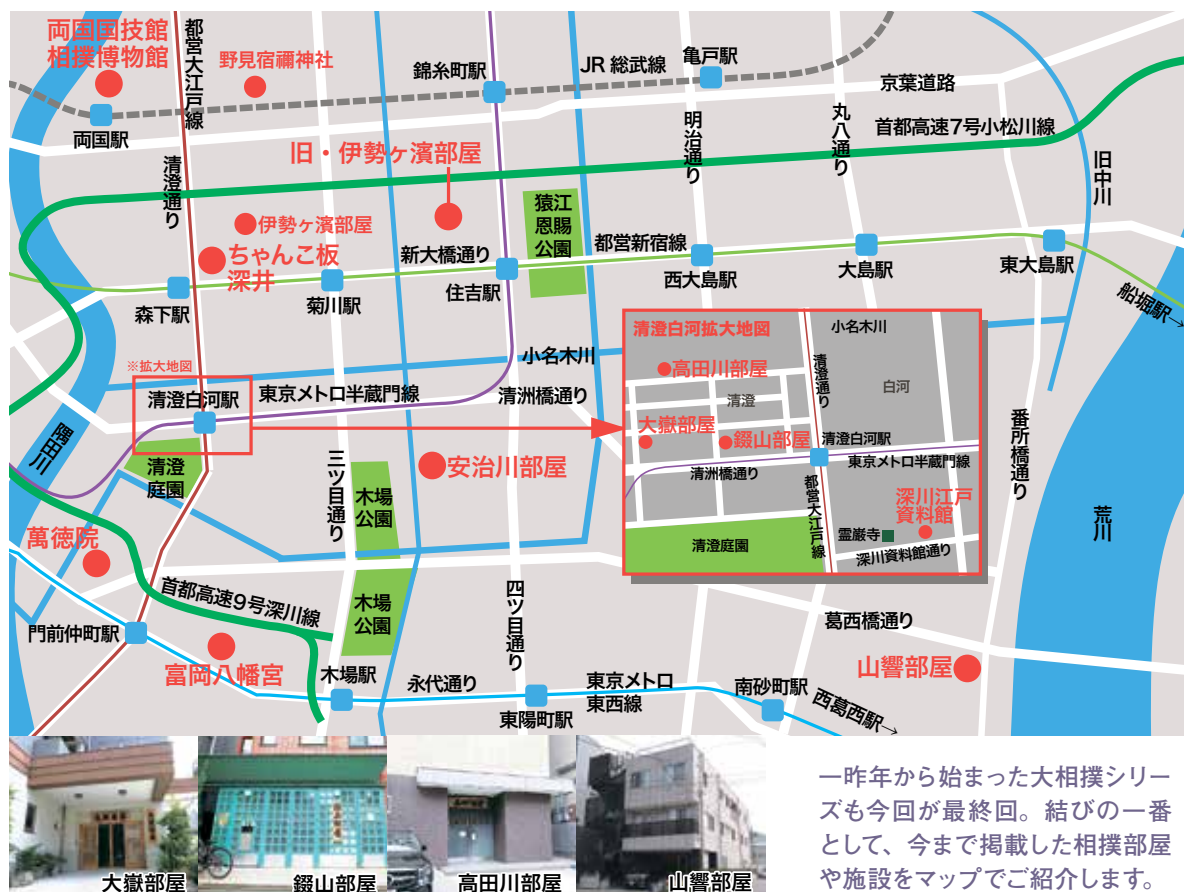 両国国技館
相撲博物館
都営大江戸線
野見宿禰神社
錦糸町駅
JR 総武線
亀戸駅
京葉道路
両国駅
明治通り
丸八通り
首都高速7号小松川線
清澄通り
旧・伊勢ヶ濱部屋
旧中川
伊勢ヶ濱部屋
ちゃんこ板
深井
新大橋通り
猿江
恩賜
公園
都営新宿線
森下駅
菊川駅
住吉駅
西大島駅
大島駅
東大島駅
船堀駅→
※拡大地図
清澄白河駅
東京メトロ半蔵門線
小名木川
清洲橋通り
隅田川
清澄
庭園
三ツ目通り
安治川部屋
木場
公園
番所橋通り
荒川
萬徳院
首都高速9号深川線
木場
公園
四ツ目通り
葛西橋通り
門前仲町駅
富岡八幡宮
木場駅
永代通り
東陽町駅
東京メトロ
東西線
南砂町駅
西葛西駅→
山響部屋
清澄白河拡大地図
小名木川
高田川部屋
清澄通り
白河
清澄
大嶽部屋
錣山部屋
清澄白河駅
清洲橋通り
東京メトロ半蔵門線
都営大江戸線
深川江戸
資料館
清澄庭園
霊巌寺
深川資料館通り
大嶽部屋
錣山部屋
高田川部屋
山響部屋
一昨年から始まった大相撲シリー
ズも今回が最終回。結びの一番
として、今まで掲載した相撲部屋
や施設をマップでご紹介します。